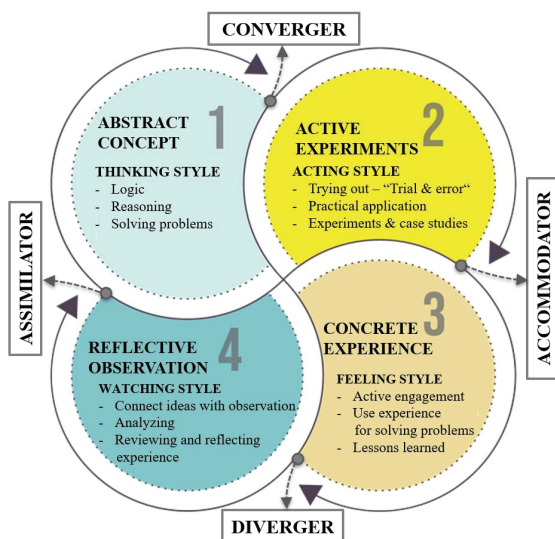 CONVERGER
1
ABSTRACT
CONCEPT
THINKING STYLE
- Logic
- Reasoning
- Solving problems
2
ACTIVE
EXPERIMENTS
ACTING STYLE
- Trying out – “Trial & error“
- Practical application
- Experiments & case studies
ASSIMILATOR
ACCOMMODATOR
4
REFLECTIVE
OBSERVATION
WATCHING STYLE
- Connect ideas with observation
- Analyzing
- Reviewing and reflecting
experience
3
CONCRETE
EXPERIENCE
FEELING STYLE
- Active engagement
- Use experience
for solving problems
- Lessons learned
DIVERGER